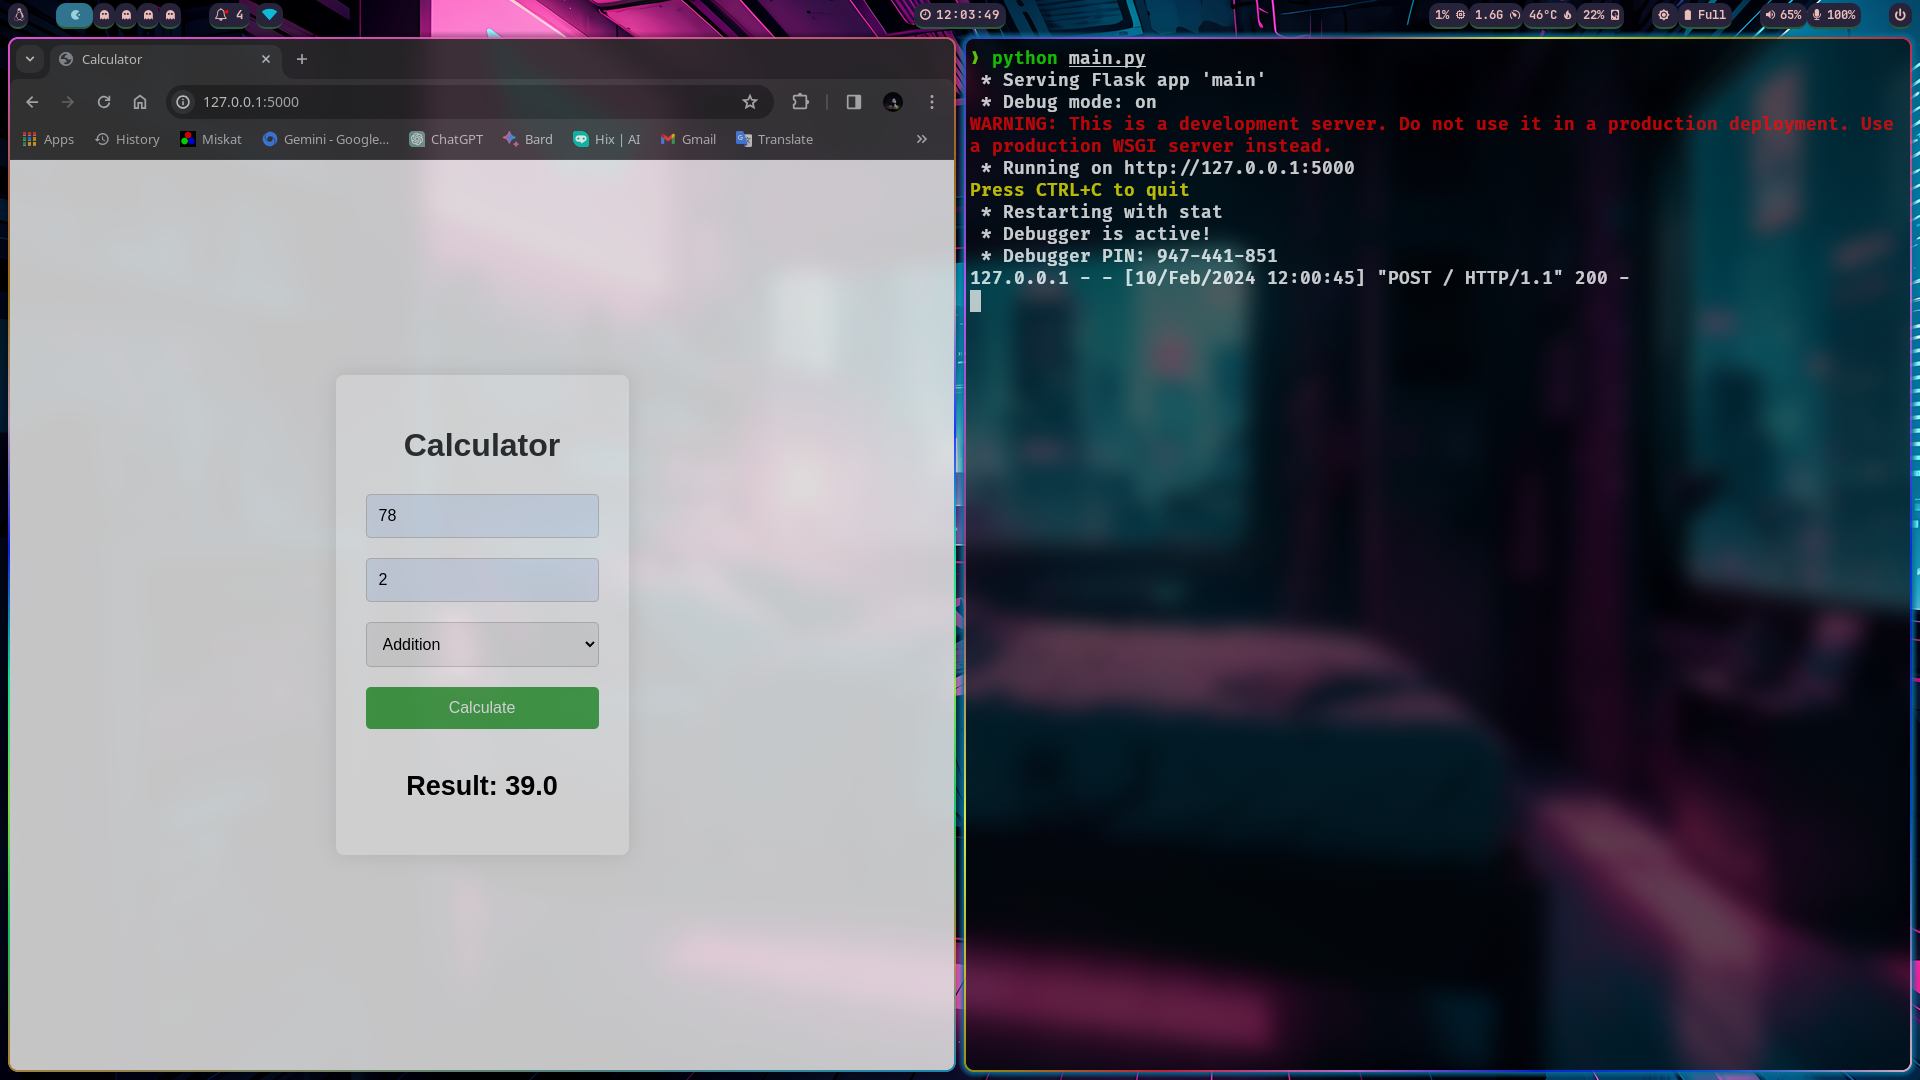 4
12:03:49
1% 1.6G 46°C 22% Full 65% 100%
Calculator
127.0.0.1:5000
Apps History Miskat Gemini - Google... ChatGPT Bard Hix | AI Gmail Translate »
Calculator
78
2
Addition
Calculate
Result: 39.0
❱ python main.py
* Serving Flask app 'main'
* Debug mode: on
WARNING: This is a development server. Do not use it in a production deployment. Use
a production WSGI server instead.
* Running on http://127.0.0.1:5000
Press CTRL+C to quit
* Restarting with stat
* Debugger is active!
* Debugger PIN: 947-441-851
127.0.0.1 - - [10/Feb/2024 12:00:45] "POST / HTTP/1.1" 200 -